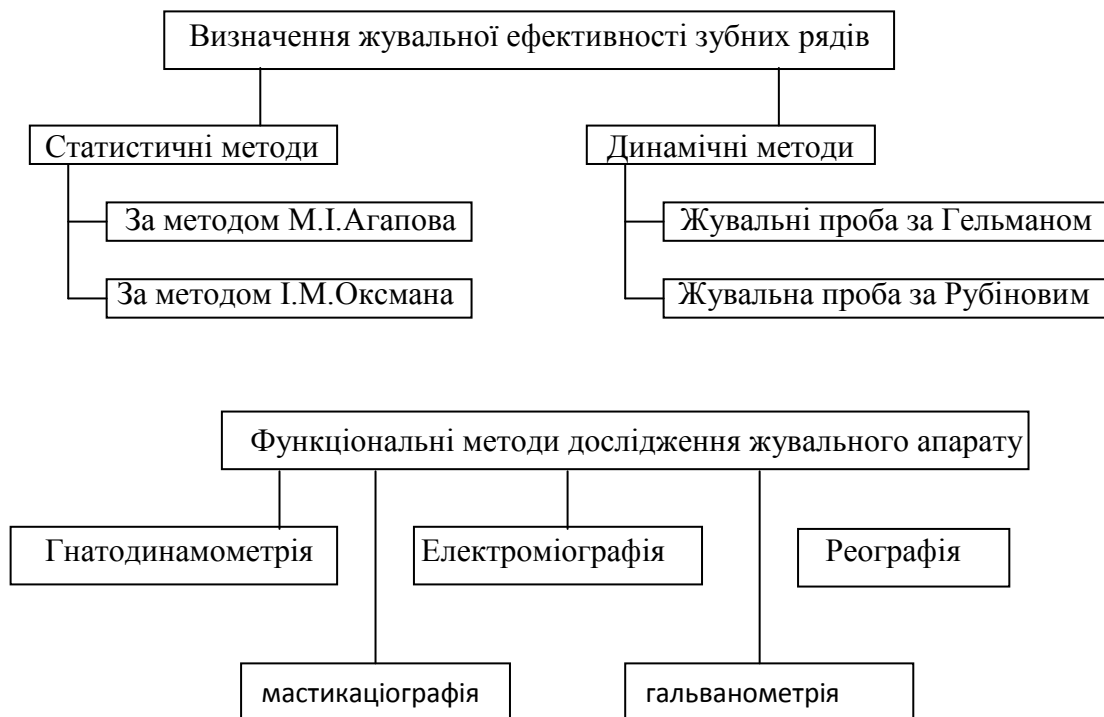 Визначення жувальної ефективності зубних рядів
Статистичні методи
Динамічні методи
За методом М.І.Агапова
Жувальні проба за Гельманом
За методом І.М.Оксмана
Жувальна проба за Рубіновим
Функціональні методи дослідження жувального апарату
Гнатодинамометрія
Електроміографія
Реографія
мастикаціографія
гальванометрія